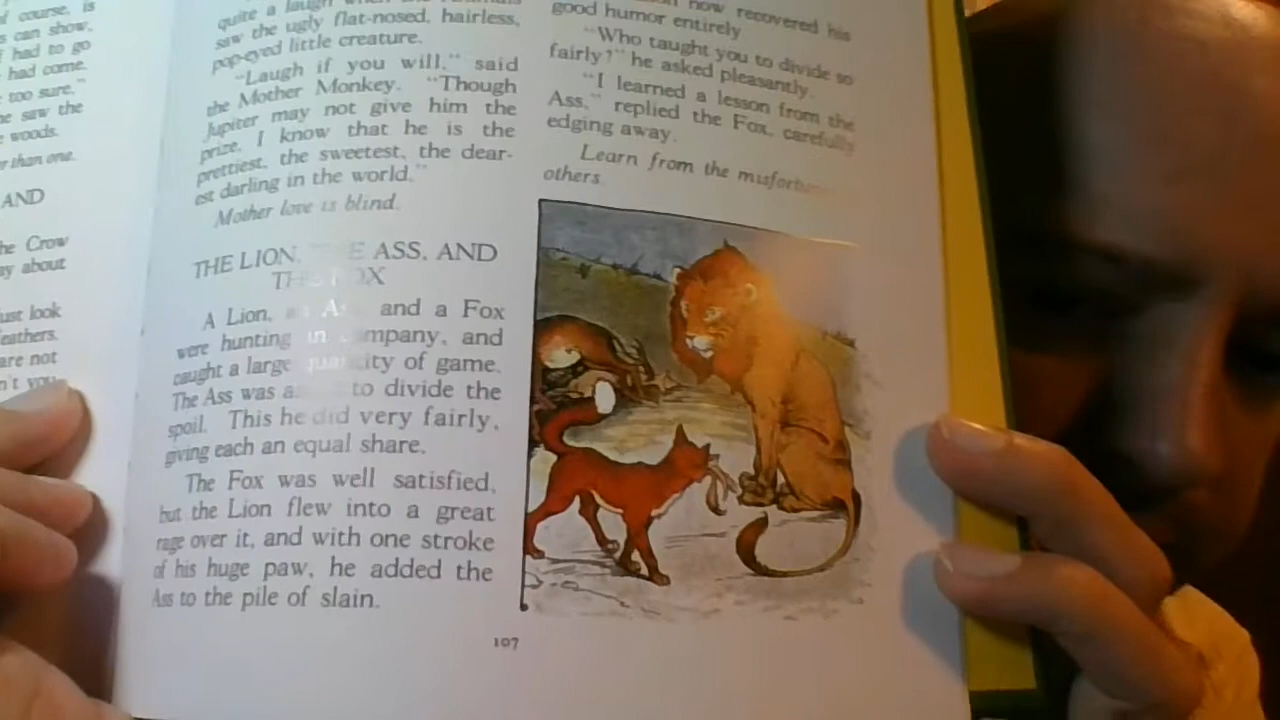 f course, is
s can show,
f had to go
had come.
too sure."
he saw the
woods.
r than one.
AND
he Crow
ay about
ust look
eathers.
are not
n't you
quite a laugh when the
saw the ugly flat-nosed, hairless,
pop-eyed little creature.
"Laugh if you will," said
the Mother Monkey. "Though
Jupiter may not give him the
prize, I know that he is the
prettiest, the sweetest, the dear-
est darling in the world."
Mother love is blind.
THE LION, E ASS, AND
THE FOX
A Lion, an Ass, and a Fox
were hunting in company, and
caught a large quantity of game.
The Ass was a to divide the
spoil. This he did very fairly,
giving each an equal share.
The Fox was well satisfied,
but the Lion flew into a great
rage over it, and with one stroke
of his huge paw, he added the
Ass to the pile of slain.
now recovered his
good humor entirely
"Who taught you to divide so
fairly?" he asked pleasantly.
"I learned a lesson from the
Ass," replied the Fox, carefully
edging away.
Learn from the misfortu
others.
107